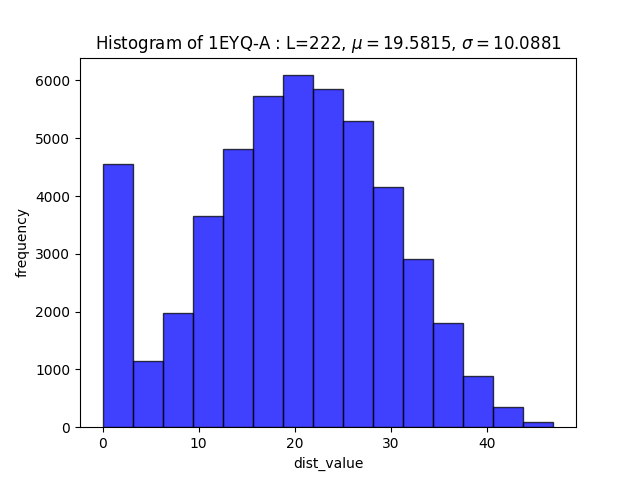 Histogram of 1EYQ-A : L=222, μ = 19.5815, σ = 10.0881
6000
5000
4000
3000
2000
1000
0
frequency
0 10 20 30 40
dist_value